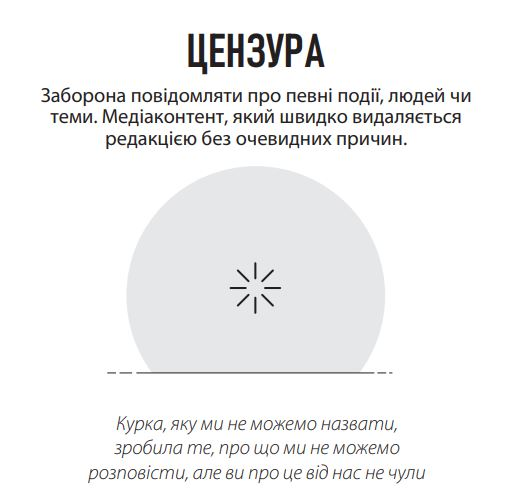 ЦЕНЗУРА
Заборона повідомляти про певні події, людей чи
теми. Медіаконтент, який швидко видаляється
редакцією без очевидних причин.
Курка, яку ми не можемо назвати,
зробила те, про що ми не можемо
розповісти, але ви про це від нас не чули